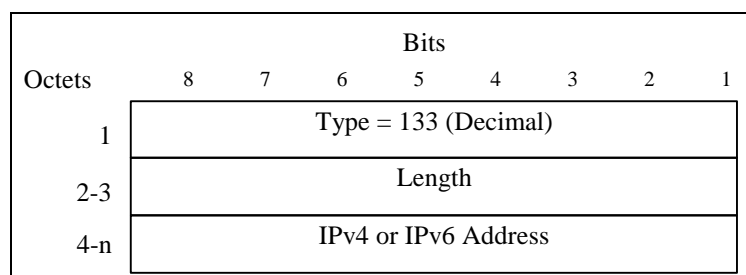 Bits
Octets 8 7 6 5 4 3 2 1
1 Type = 133 (Decimal)
2-3 Length
4-n IPv4 or IPv6 Address